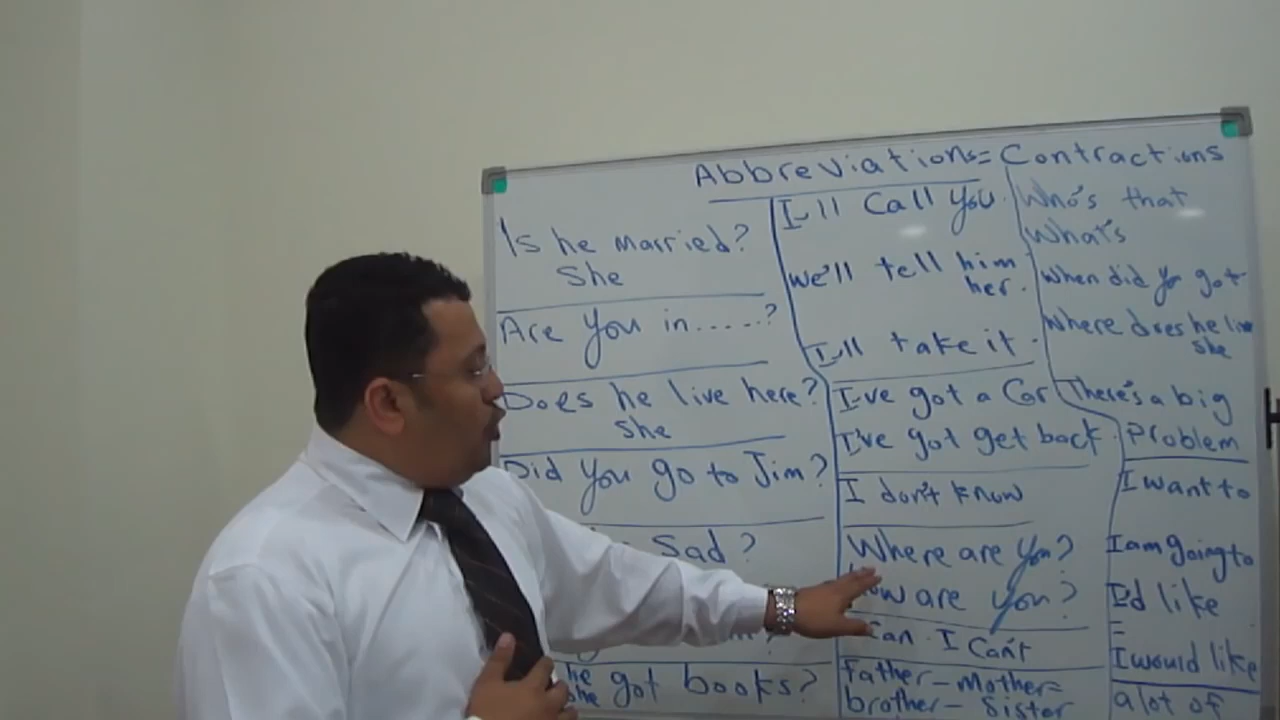 Abbreviations = Contractions
Is he married?
She
Are you in.....?
Does he live here?
She
Did you go to Jim?
Sad?
he got books?
she
I'll Call you.
We'll tell him
her.
I'll take it.
I've got a Car
I've got get back.
I don't know
Where are you?
How are you?
Can I Can't
father - Mother =
brother - Sister
Who's that
What's
When did yo got
Where does he live
she
There's a big
Problem
I want to
I am going to
I'd like
=
I would like
a lot of